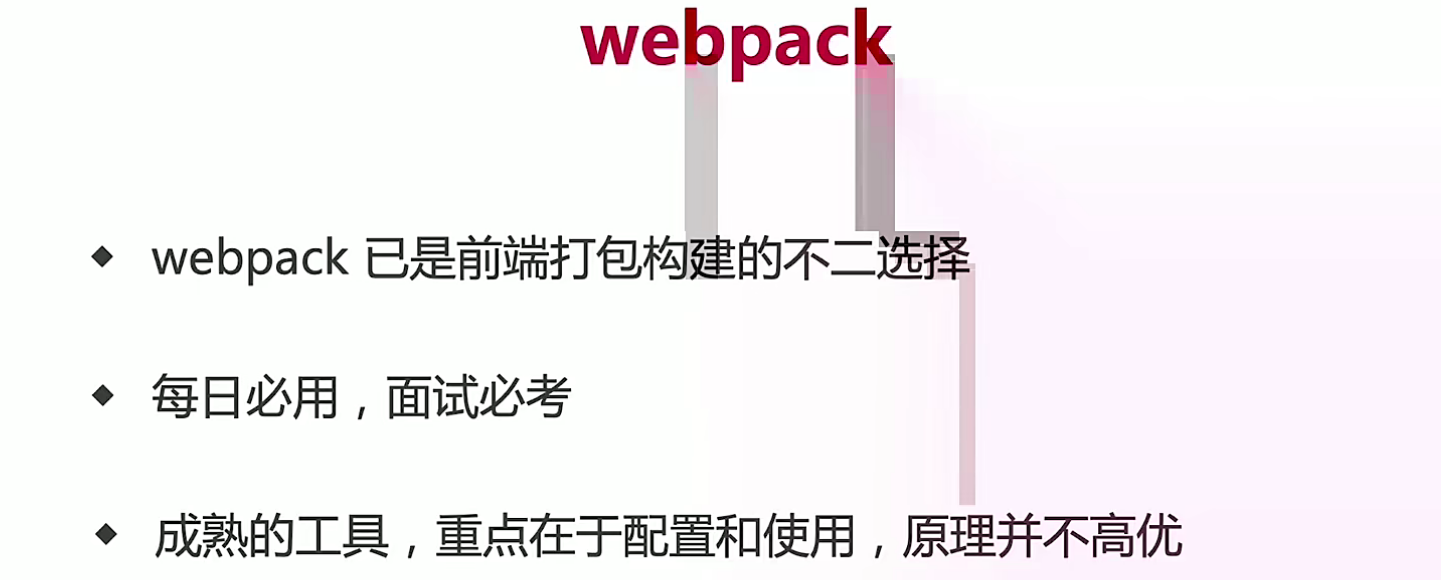 webpack
webpack 已是前端打包构建的不二选择
每日必用，面试必考
成熟的工具，重点在于配置和使用，原理并不高优